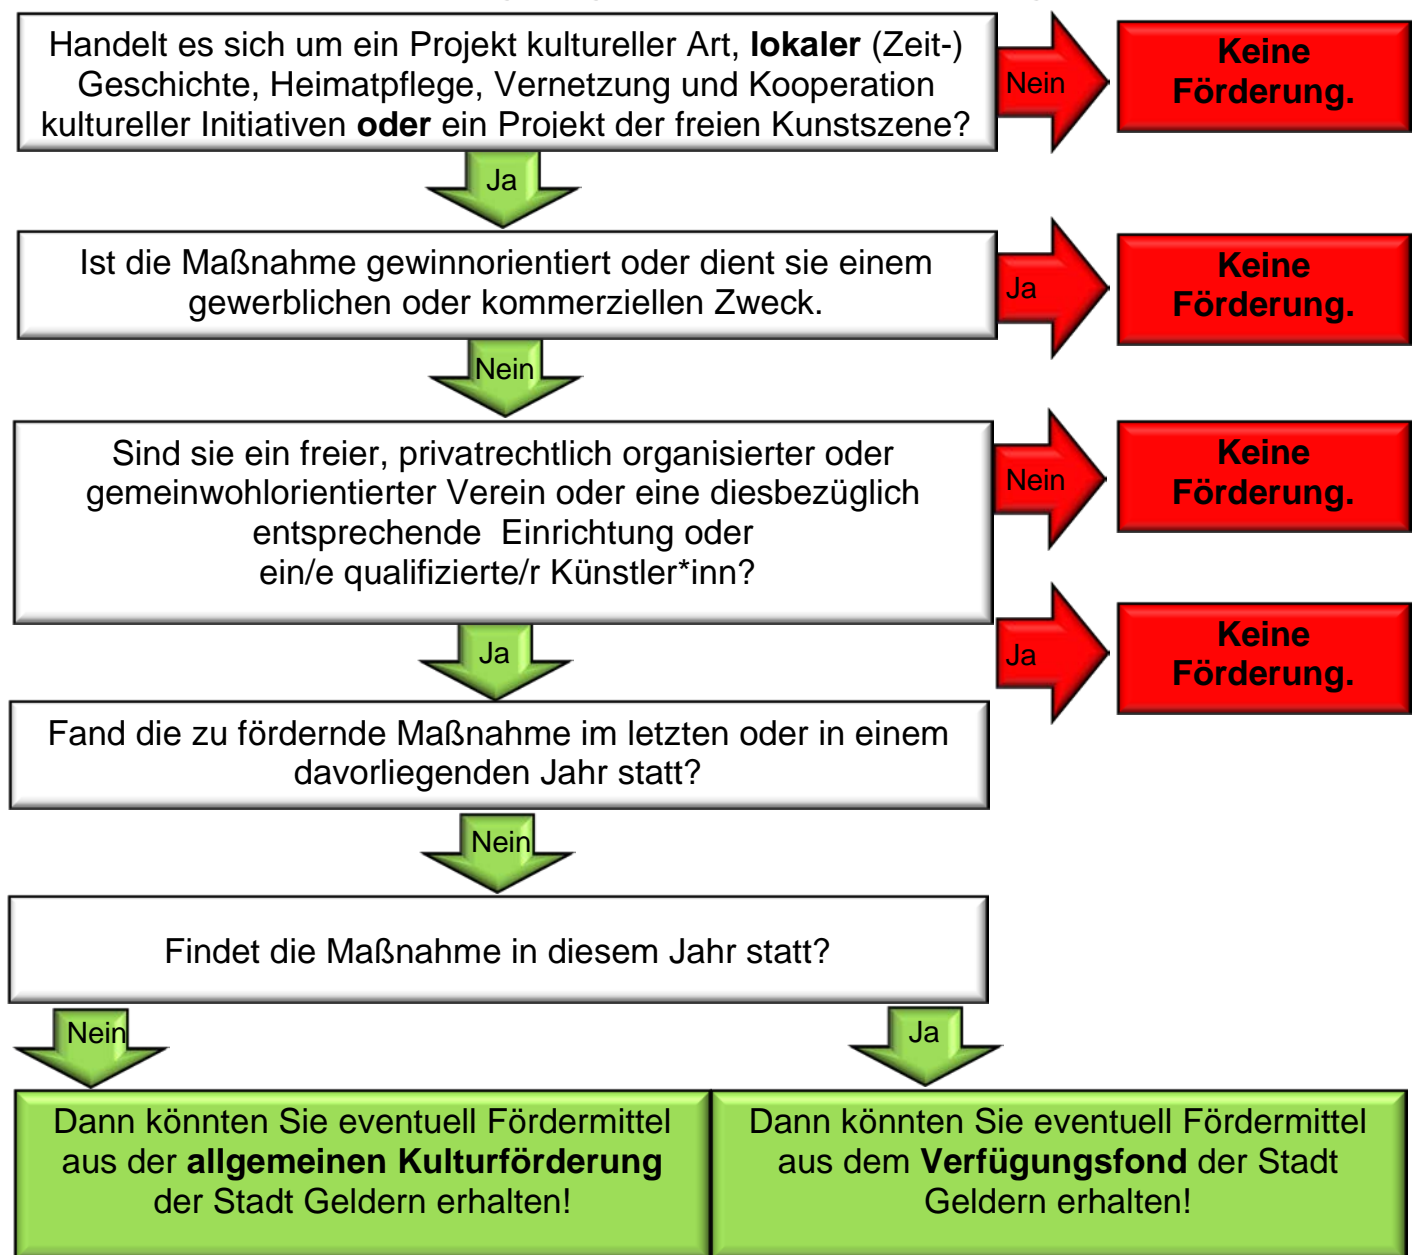 Handelt es sich um ein Projekt kultureller Art, lokaler (Zeit-)
Geschichte, Heimatpflege, Vernetzung und Kooperation
kultureller Initiativen oder ein Projekt der freien Kunstszene?
Nein
Keine
Förderung.
Ja
Ist die Maßnahme gewinnorientiert oder dient sie einem
gewerblichen oder kommerziellen Zweck.
Ja
Keine
Förderung.
Nein
Sind sie ein freier, privatrechtlich organisierter oder
gemeinwohlorientierter Verein oder eine diesbezüglich
entsprechende Einrichtung oder
ein/e qualifizierte/r Künstler*inn?
Nein
Keine
Förderung.
Ja
Ja
Keine
Förderung.
Fand die zu fördernde Maßnahme im letzten oder in einem
davorliegenden Jahr statt?
Nein
Findet die Maßnahme in diesem Jahr statt?
Nein
Ja
Dann könnten Sie eventuell Fördermittel
aus der allgemeinen Kulturförderung
der Stadt Geldern erhalten!
Dann könnten Sie eventuell Fördermittel
aus dem Verfügungsfond der Stadt
Geldern erhalten!